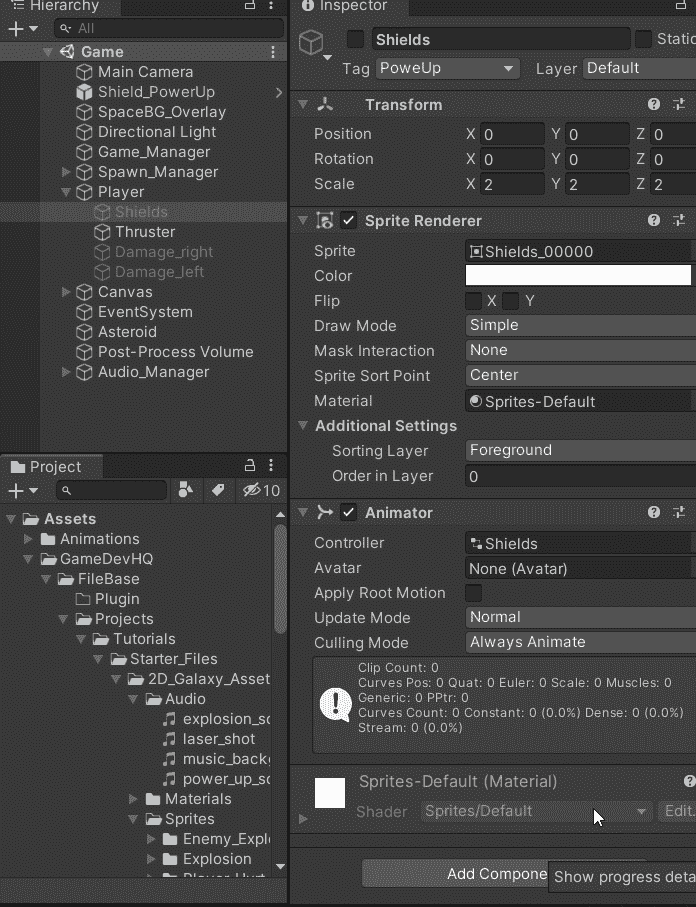 Hierarchy
All
Game
Main Camera
Shield_PowerUp
SpaceBG_Overlay
Directional Light
Game_Manager
Spawn_Manager
Player
Shields
Thruster
Damage_right
Damage_left
Canvas
EventSystem
Asteroid
Post-Process Volume
Audio_Manager
Project
10
Assets
Animations
GameDevHQ
FileBase
Plugin
Projects
Tutorials
Starter_Files
2D_Galaxy_Asset
Audio
explosion_so
laser_shot
music_back
power_up_so
Materials
Sprites
Enemy_Expl
Explosion
Player_Hurt
Inspector
Shields
Static
Tag PoweUp Layer Default
Transform
Position X 0 Y 0 Z 0
Rotation X 0 Y 0 Z 0
Scale X 2 Y 2 Z 2
Sprite Renderer
Sprite Shields_00000
Color
Flip X Y
Draw Mode Simple
Mask Interaction None
Sprite Sort Point Center
Material Sprites-Default
Additional Settings
Sorting Layer Foreground
Order in Layer 0
Animator
Controller Shields
Avatar None (Avatar)
Apply Root Motion
Update Mode Normal
Culling Mode Always Animate
Clip Count: 0
Curves Pos: 0 Quat: 0 Euler: 0 Scale: 0 Muscles: 0
Generic: 0 PPtr: 0
Curves Count: 0 Constant: 0 (0.0%) Dense: 0 (0.0%)
Stream: 0 (0.0%)
Sprites-Default (Material)
Shader Sprites/Default Edit.
Add Compone
Show progress deta